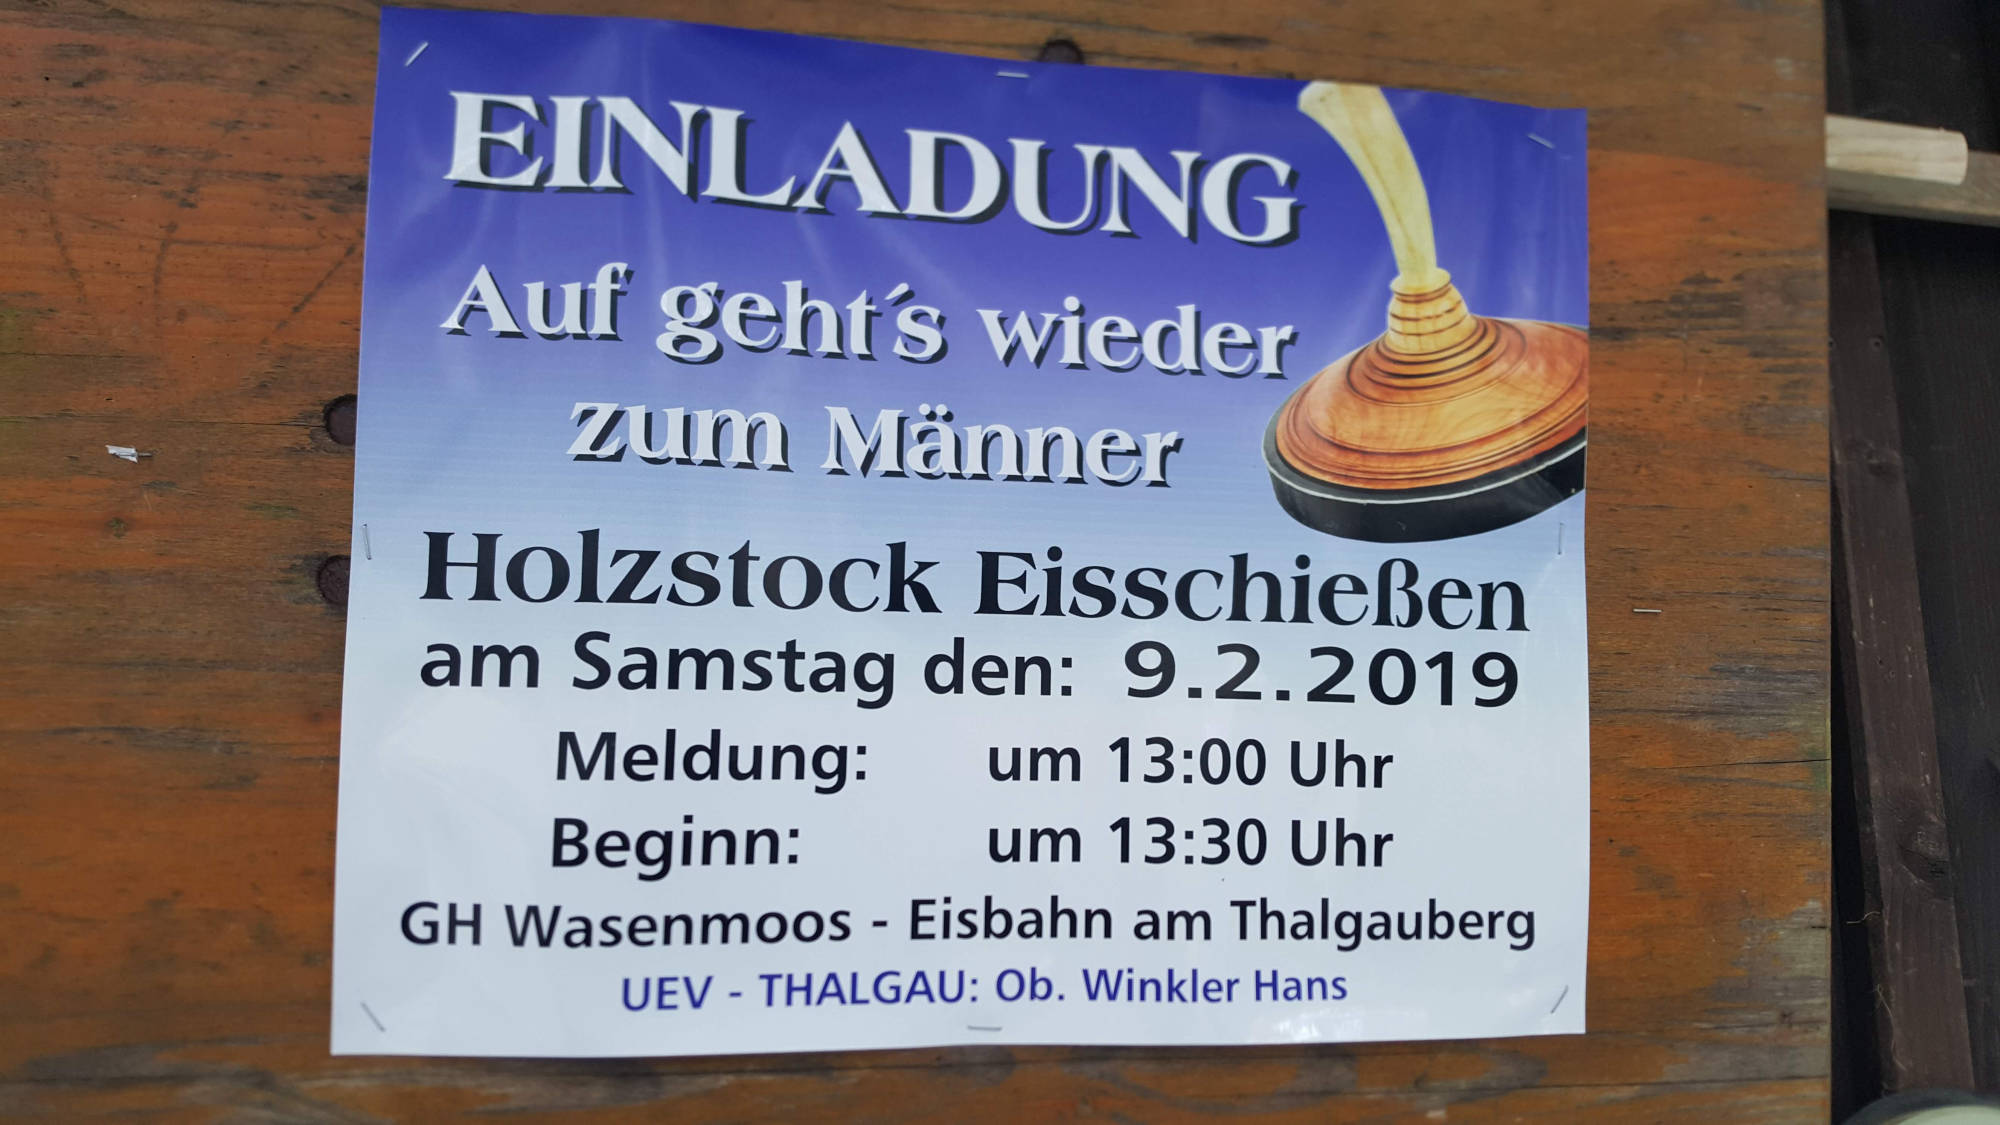 EINLADUNG
Auf geht´s wieder
zum Männer
Holzstock Eisschießen
am Samstag den: 9.2.2019
Meldung: um 13:00 Uhr
Beginn: um 13:30 Uhr
GH Wasenmoos - Eisbahn am Thalgauberg
UEV - THALGAU: Ob. Winkler Hans